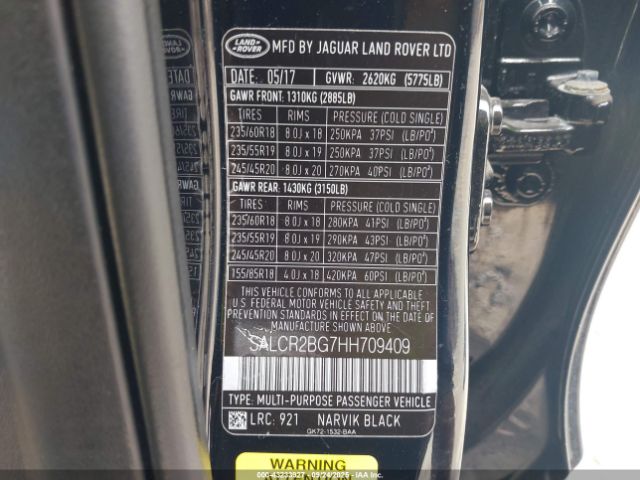 LAND ROVER
MFD BY JAGUAR LAND ROVER LTD
DATE: 05/17 GVWR: 2620KG (5775LB)
GAWR FRONT: 1310KG (2885LB)
TIRES RIMS PRESSURE (COLD SINGLE)
235/60R18 8.0J x 18 250KPA 37PSI (LB/PO²)
235/55R19 8.0J x 19 250KPA 37PSI (LB/PO²)
245/45R20 8.0J x 20 270KPA 40PSI (LB/PO²)
GAWR REAR: 1430KG (3150LB)
TIRES RIMS PRESSURE (COLD SINGLE)
235/60R18 8.0J x 18 280KPA 41PSI (LB/PO²)
235/55R19 8.0J x 19 290KPA 43PSI (LB/PO²)
245/45R20 8.0J x 20 320KPA 47PSI (LB/PO²)
155/85R18 4.0J x 18 420KPA 60PSI (LB/PO²)
THIS VEHICLE CONFORMS TO ALL APPLICABLE
U.S. FEDERAL MOTOR VEHICLE SAFETY AND THEFT
PREVENTION STANDARDS IN EFFECT ON THE DATE OF
MANUFACTURE SHOWN ABOVE.
SALCR2BG7HH709409
TYPE: MULTI-PURPOSE PASSENGER VEHICLE
LRC: 921 NARVIK BLACK
GK72-1532-BAA
WARNING
000-43233927 - 09/24/2025 -